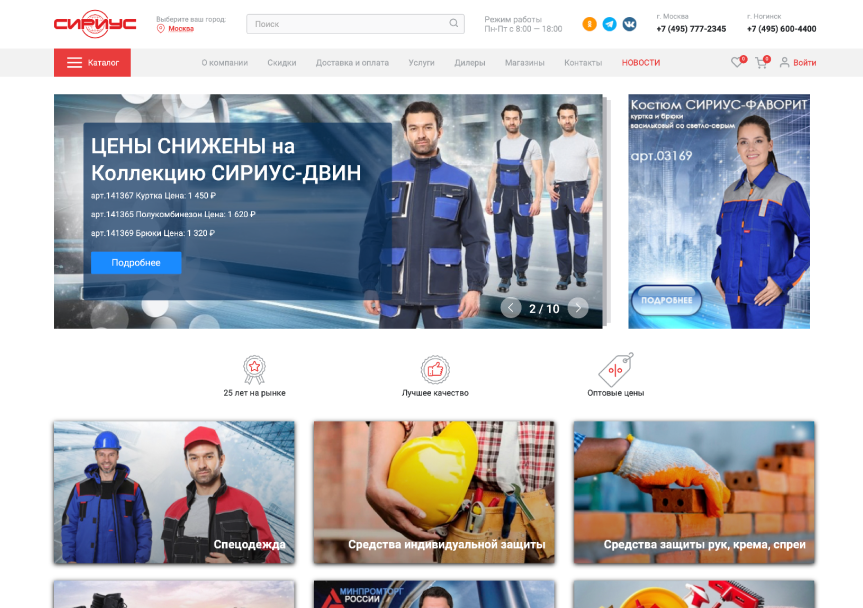 СИРИУС
Выберите ваш город:
Москва
Поиск
Режим работы
Пн-Пт с 8:00 — 18:00
г. Москва
+7 (495) 777-2345
г. Ногинск
+7 (495) 600-4400
Каталог
О компании
Скидки
Доставка и оплата
Услуги
Дилеры
Магазины
Контакты
НОВОСТИ
0
0
Войти
ЦЕНЫ СНИЖЕНЫ на
Коллекцию СИРИУС-ДВИН
арт.141367 Куртка Цена: 1 450 ₽
арт.141365 Полукомбинезон Цена: 1 620 ₽
арт.141369 Брюки Цена: 1 320 ₽
Подробнее
2 / 10
Костюм СИРИУС-ФАВОРИТ
куртка и брюки
васильковый со светло-серым
арт.03169
ПОДРОБНЕЕ
25 лет на рынке
Лучшее качество
Оптовые цены
Спецодежда
Средства индивидуальной защиты
Средства защиты рук, крема, спреи
МИНПРОМТОРГ
РОССИИ